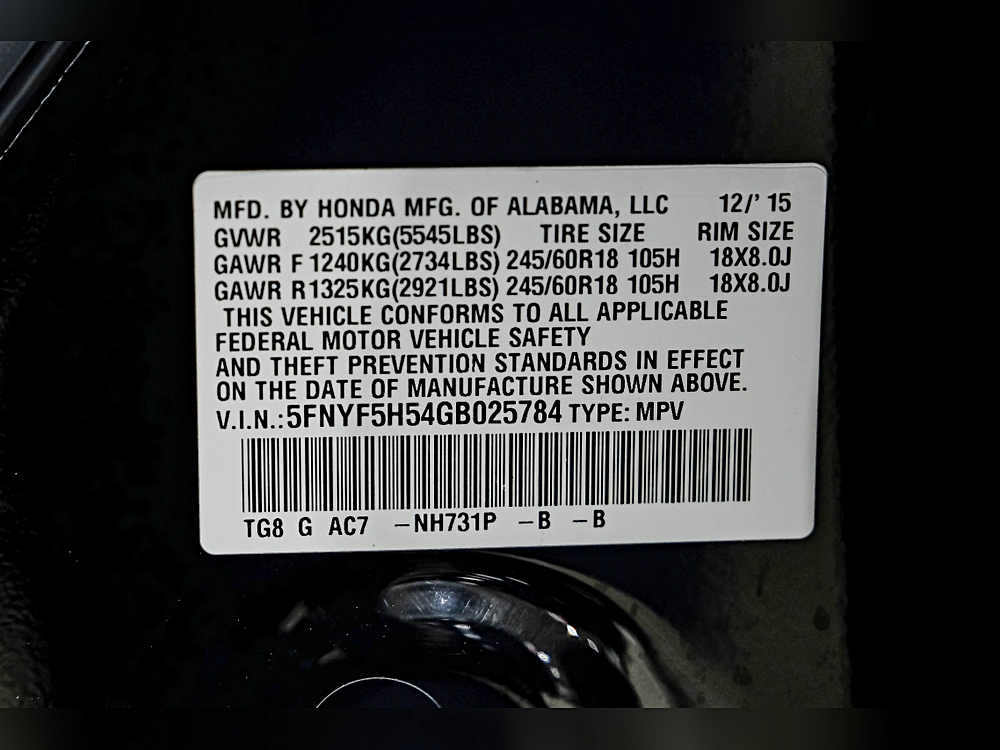 MFD. BY HONDA MFG. OF ALABAMA, LLC 12/' 15
GVWR 2515KG(5545LBS) TIRE SIZE RIM SIZE
GAWR F 1240KG(2734LBS) 245/60R18 105H 18X8.0J
GAWR R1325KG(2921LBS) 245/60R18 105H 18X8.0J
THIS VEHICLE CONFORMS TO ALL APPLICABLE
FEDERAL MOTOR VEHICLE SAFETY
AND THEFT PREVENTION STANDARDS IN EFFECT
ON THE DATE OF MANUFACTURE SHOWN ABOVE.
V.I.N.:5FNYF5H54GB025784 TYPE: MPV
TG8 G AC7 –NH731P –B –B